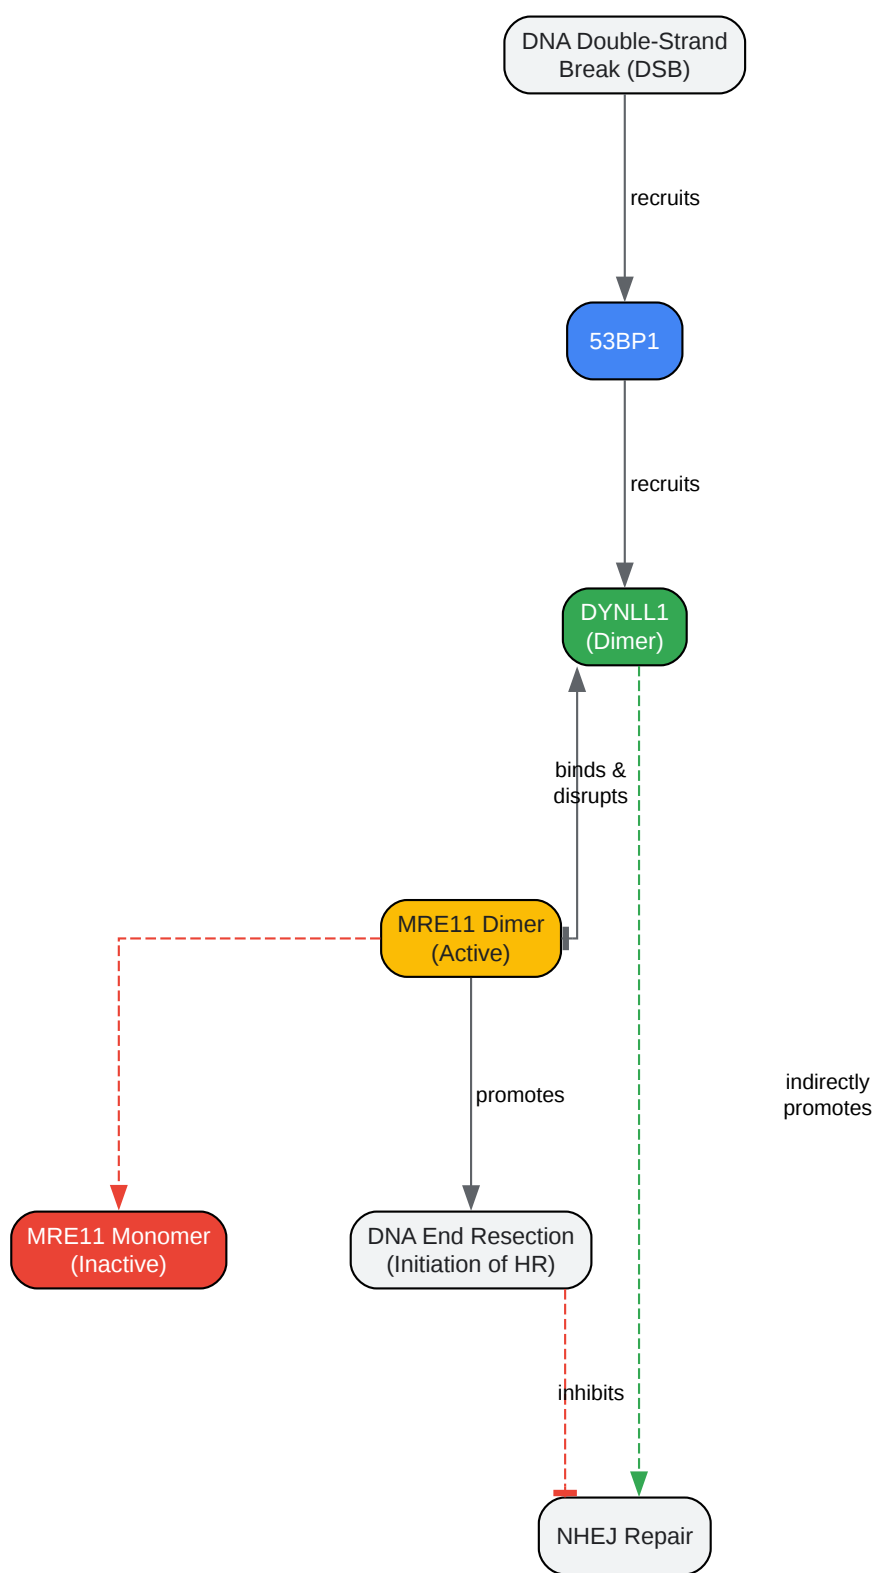 DNA Double-Strand
Break (DSB)
recruits
53BP1
recruits
DYNLL1
(Dimer)
binds &
disrupts
MRE11 Dimer
(Active)
promotes
indirectly
promotes
MRE11 Monomer
(Inactive)
DNA End Resection
(Initiation of HR)
inhibits
NHEJ Repair